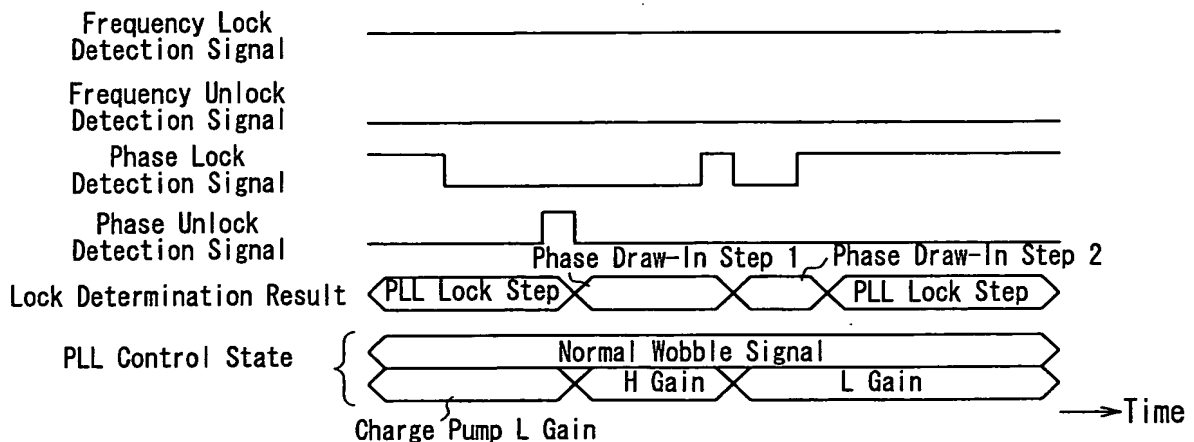 Frequency Lock
Detection Signal
Frequency Unlock
Detection Signal
Phase Lock
Detection Signal
Phase Unlock
Detection Signal
Phase Draw-In Step 1
Phase Draw-In Step 2
Lock Determination Result
PLL Lock Step
PLL Lock Step
PLL Control State
Normal Wobble Signal
H Gain
L Gain
Time
Charge Pump L Gain